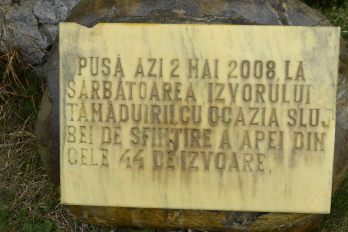 PUSĂ AZI 2 MAI 2008, LA
SĂRBĂTOAREA IZVORULUI
TĂMĂDUIRII, CU OCAZIA SLUJ
BEI DE SFINȚIRE A APEI DIN
CELE 44 DE IZVOARE.